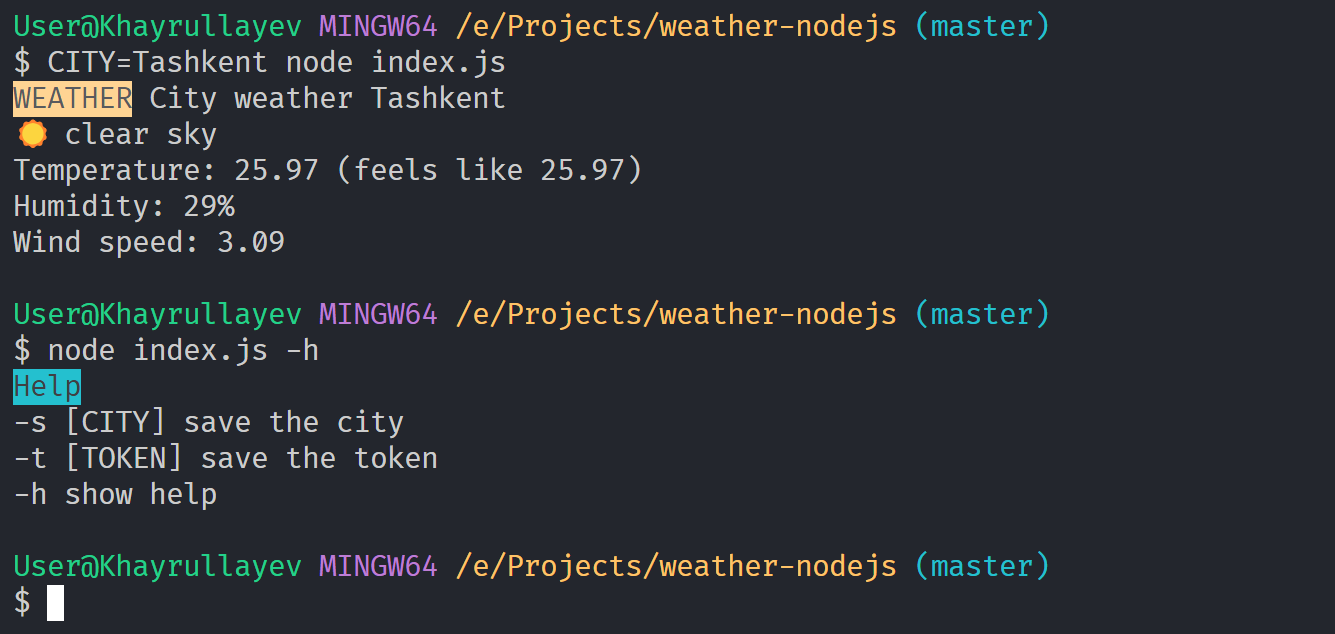 User@Khayrullayev MINGW64 /e/Projects/weather-nodejs (master)
$ CITY=Tashkent node index.js
WEATHER City weather Tashkent
☀️ clear sky
Temperature: 25.97 (feels like 25.97)
Humidity: 29%
Wind speed: 3.09
User@Khayrullayev MINGW64 /e/Projects/weather-nodejs (master)
$ node index.js -h
Help
-s [CITY] save the city
-t [TOKEN] save the token
-h show help
User@Khayrullayev MINGW64 /e/Projects/weather-nodejs (master)
$